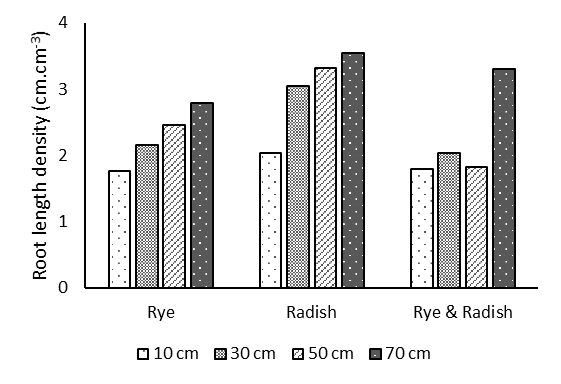 Root length density (cm.cm-3)
4
3
2
1
0
Rye
Radish
Rye & Radish
10 cm
30 cm
50 cm
70 cm